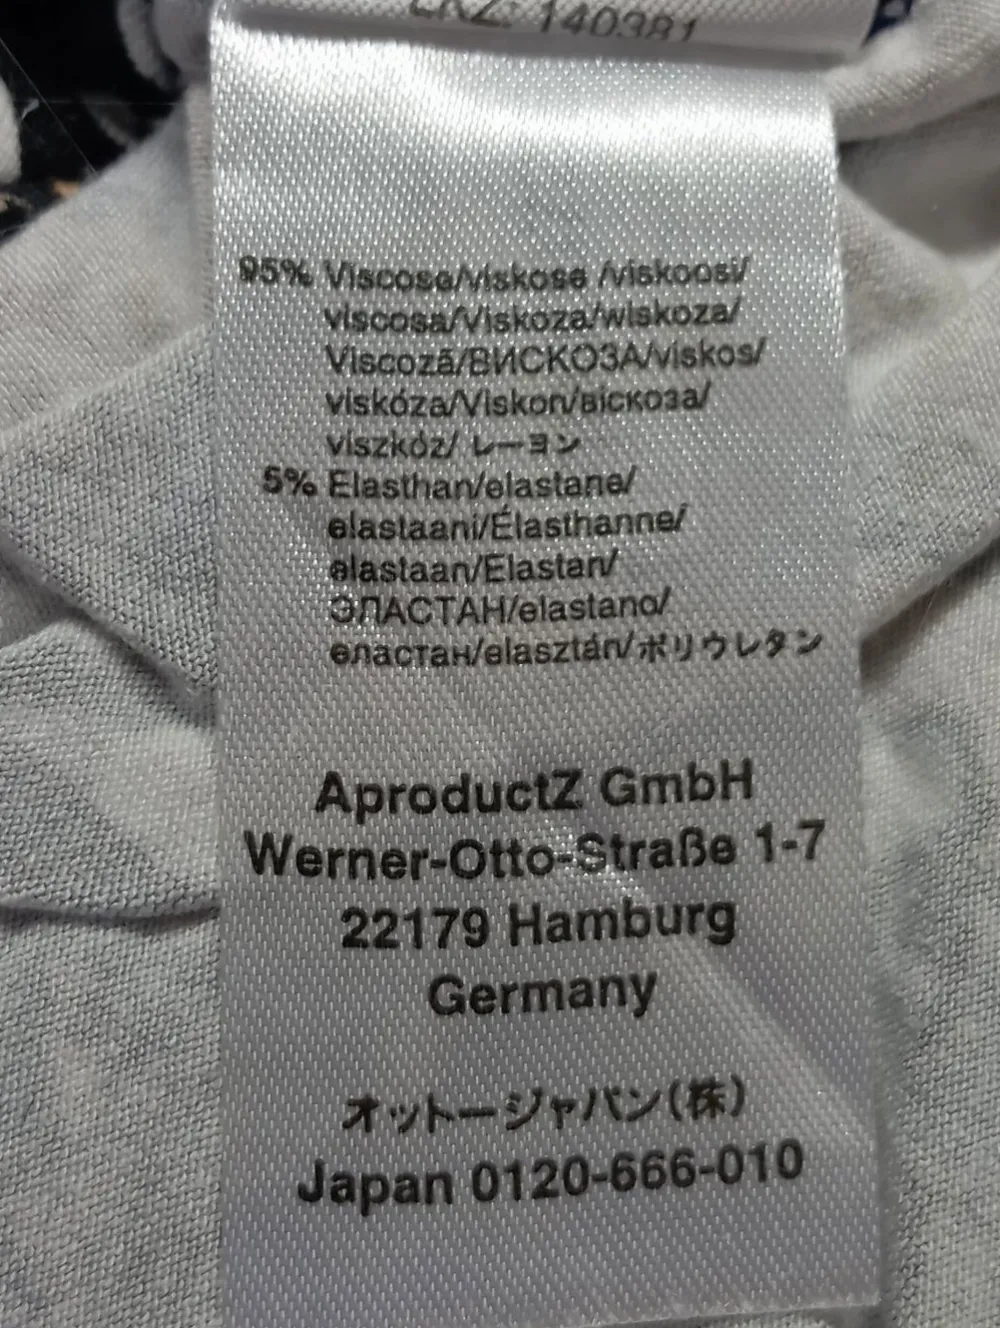 LKZ: 140381
95% Viscose/viskose /viskoosi/
viscosa/Viskoza/wiskoza/
Viscoză/ВИСКОЗА/viskos/
viskóza/Viskon/віскоза/
viszkóz/ レーヨン
5% Elasthan/elastane/
elastaani/Élasthanne/
elastaan/Elastan/
ЭЛАСТАН/elastano/
еластан/elasztán/ポリウレタン
AproductZ GmbH
Werner-Otto-Straße 1-7
22179 Hamburg
Germany
オットージャパン(株)
Japan 0120-666-010